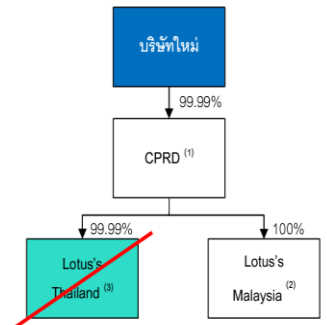 บริษัทใหม่
99.99%
CPRD (1)
99.99%
100%
Lotus's
Thailand (3)
Lotus's
Malaysia (2)